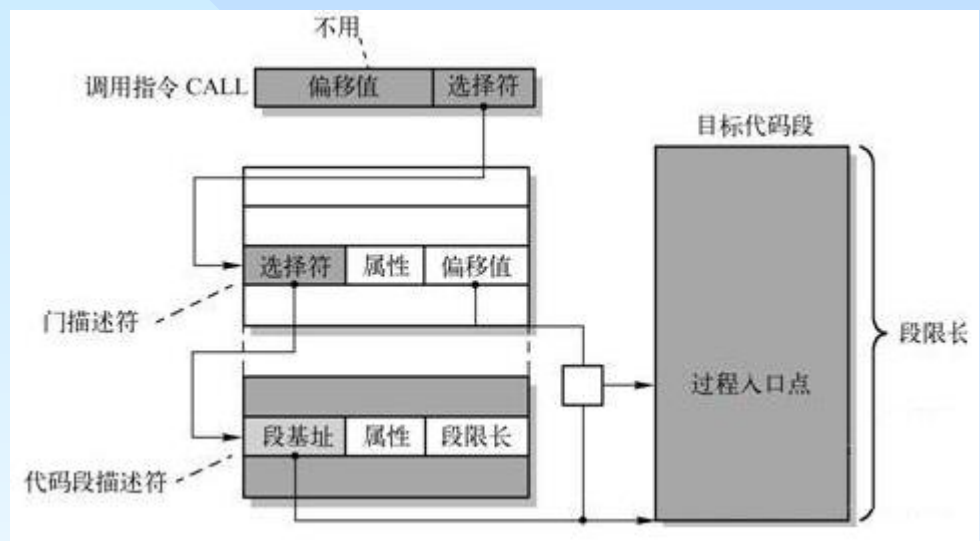 不用
调用指令 CALL
偏移值
选择符
目标代码段
选择符
属性
偏移值
门描述符
段限长
过程入口点
段基址
属性
段限长
代码段描述符